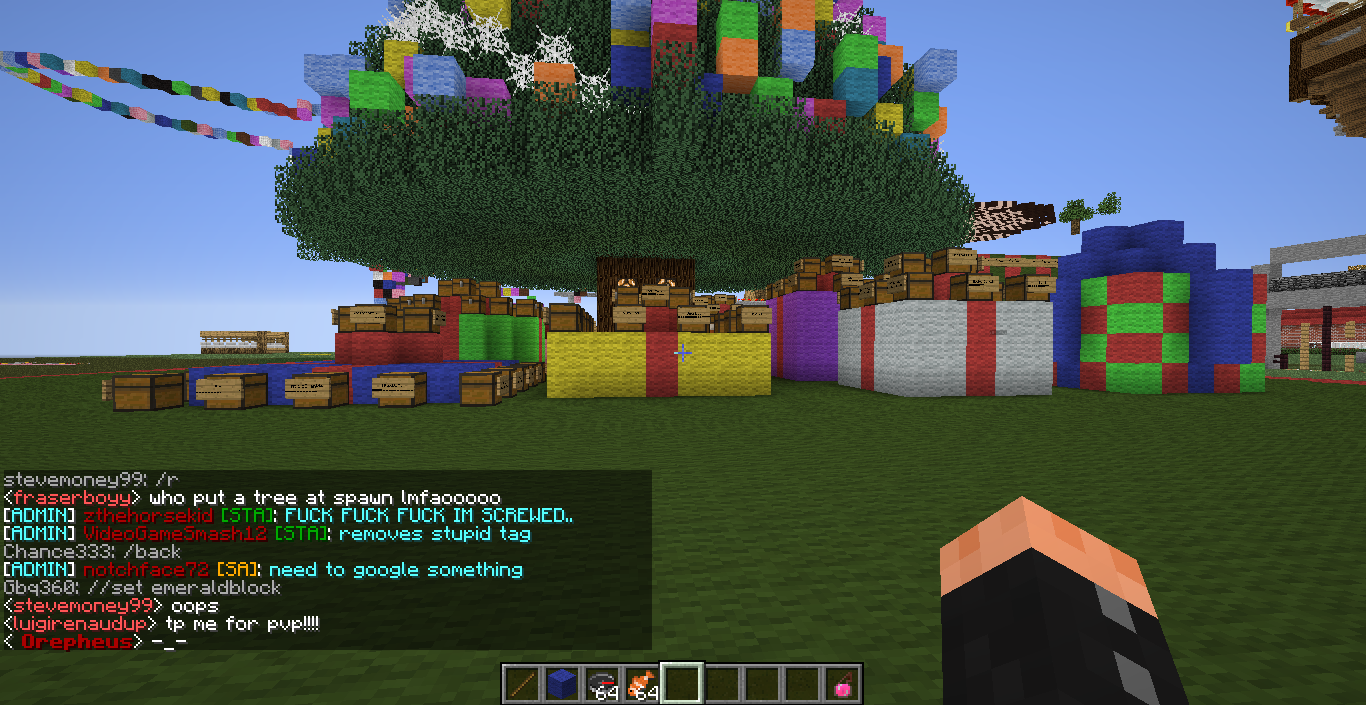 stevemoney99: /r
<fraserboyy> who put a tree at spawn lmfaooooo
[ADMIN] zthehorsekid [STA]: FUCK FUCK FUCK IM SCREWED..
[ADMIN] VideoGameSmash12 [STA]: removes stupid tag
Chance333: /back
[ADMIN] notchface72 [SA]: need to google something
Gbq360: //set emeraldblock
<stevemoney99> oops
<luigirenaudup> tp me for pvp!!!!
< Orepheus> -_-
64
64